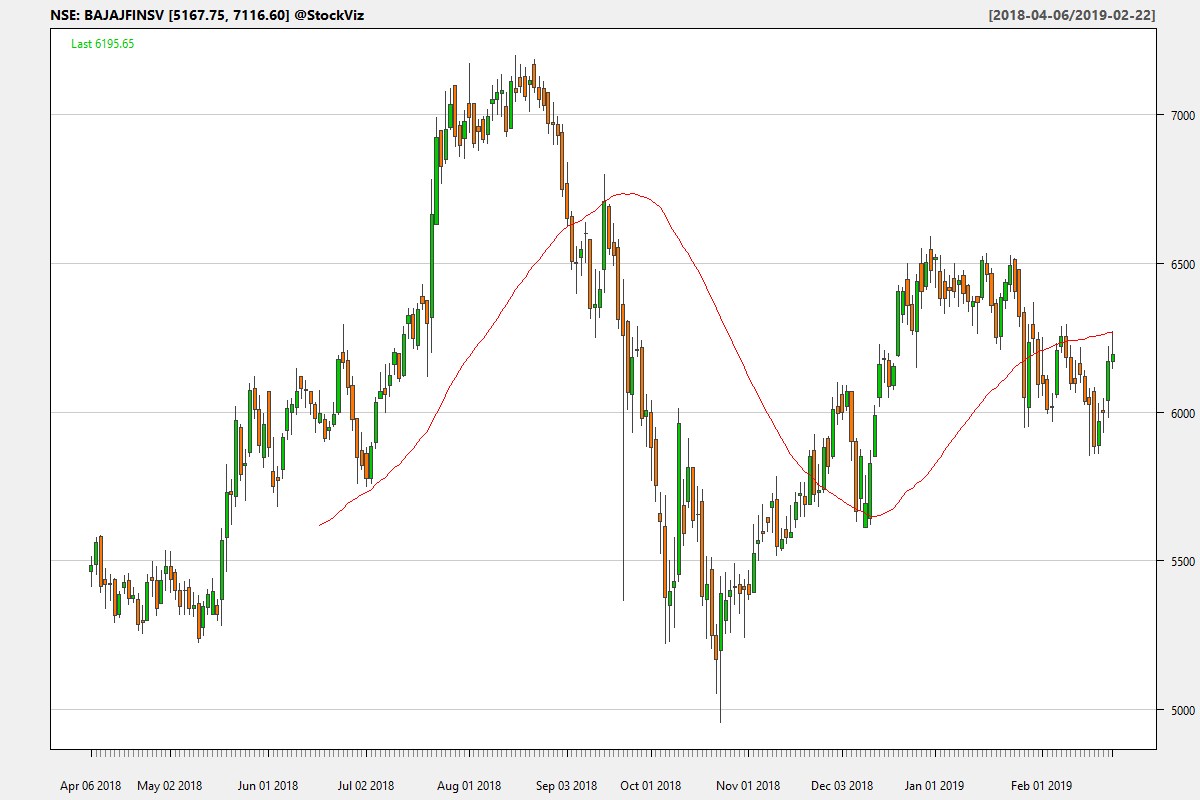 NSE: BAJAJFINSV [5167.75, 7116.60] @StockViz
[2018-04-06/2019-02-22]
Last 6195.65
7000
6500
6000
5500
5000
Apr 06 2018 May 02 2018 Jun 01 2018 Jul 02 2018 Aug 01 2018 Sep 03 2018 Oct 01 2018 Nov 01 2018 Dec 03 2018 Jan 01 2019 Feb 01 2019